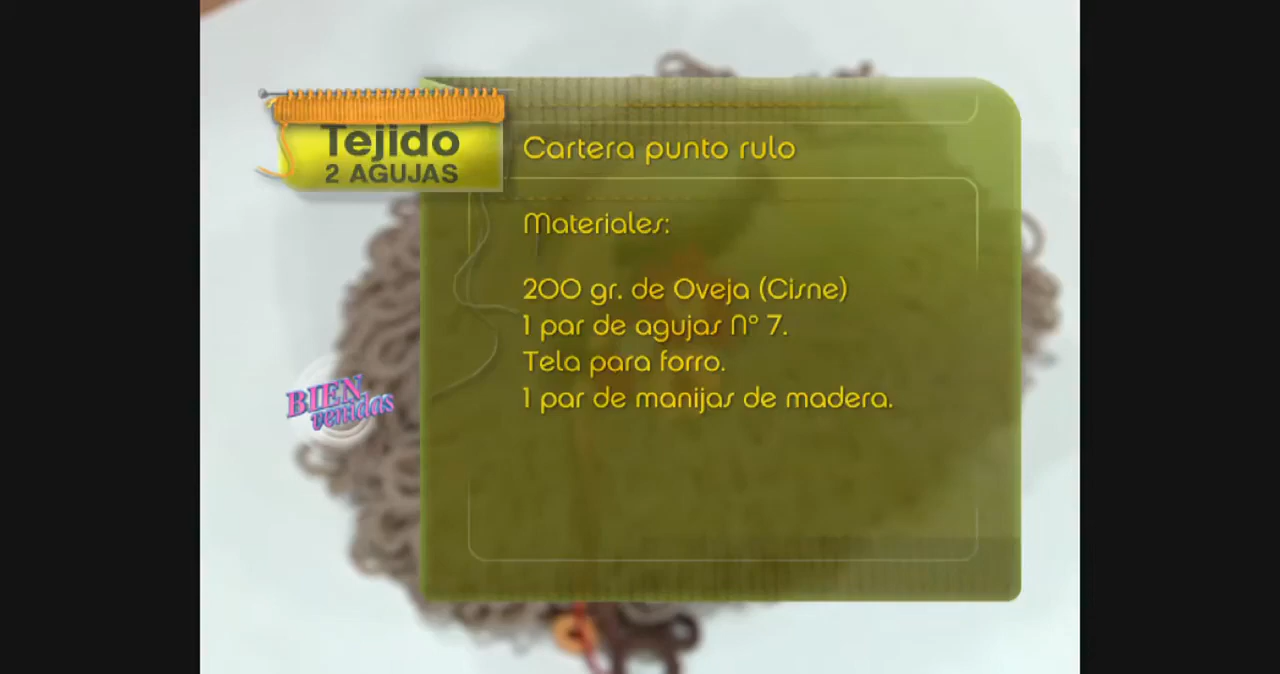 Tejido
2 AGUJAS
Cartera punto rulo
Materiales:
200 gr. de Oveja (Cisne)
1 par de agujas N° 7.
Tela para forro.
1 par de manijas de madera.
BIEN
venidas